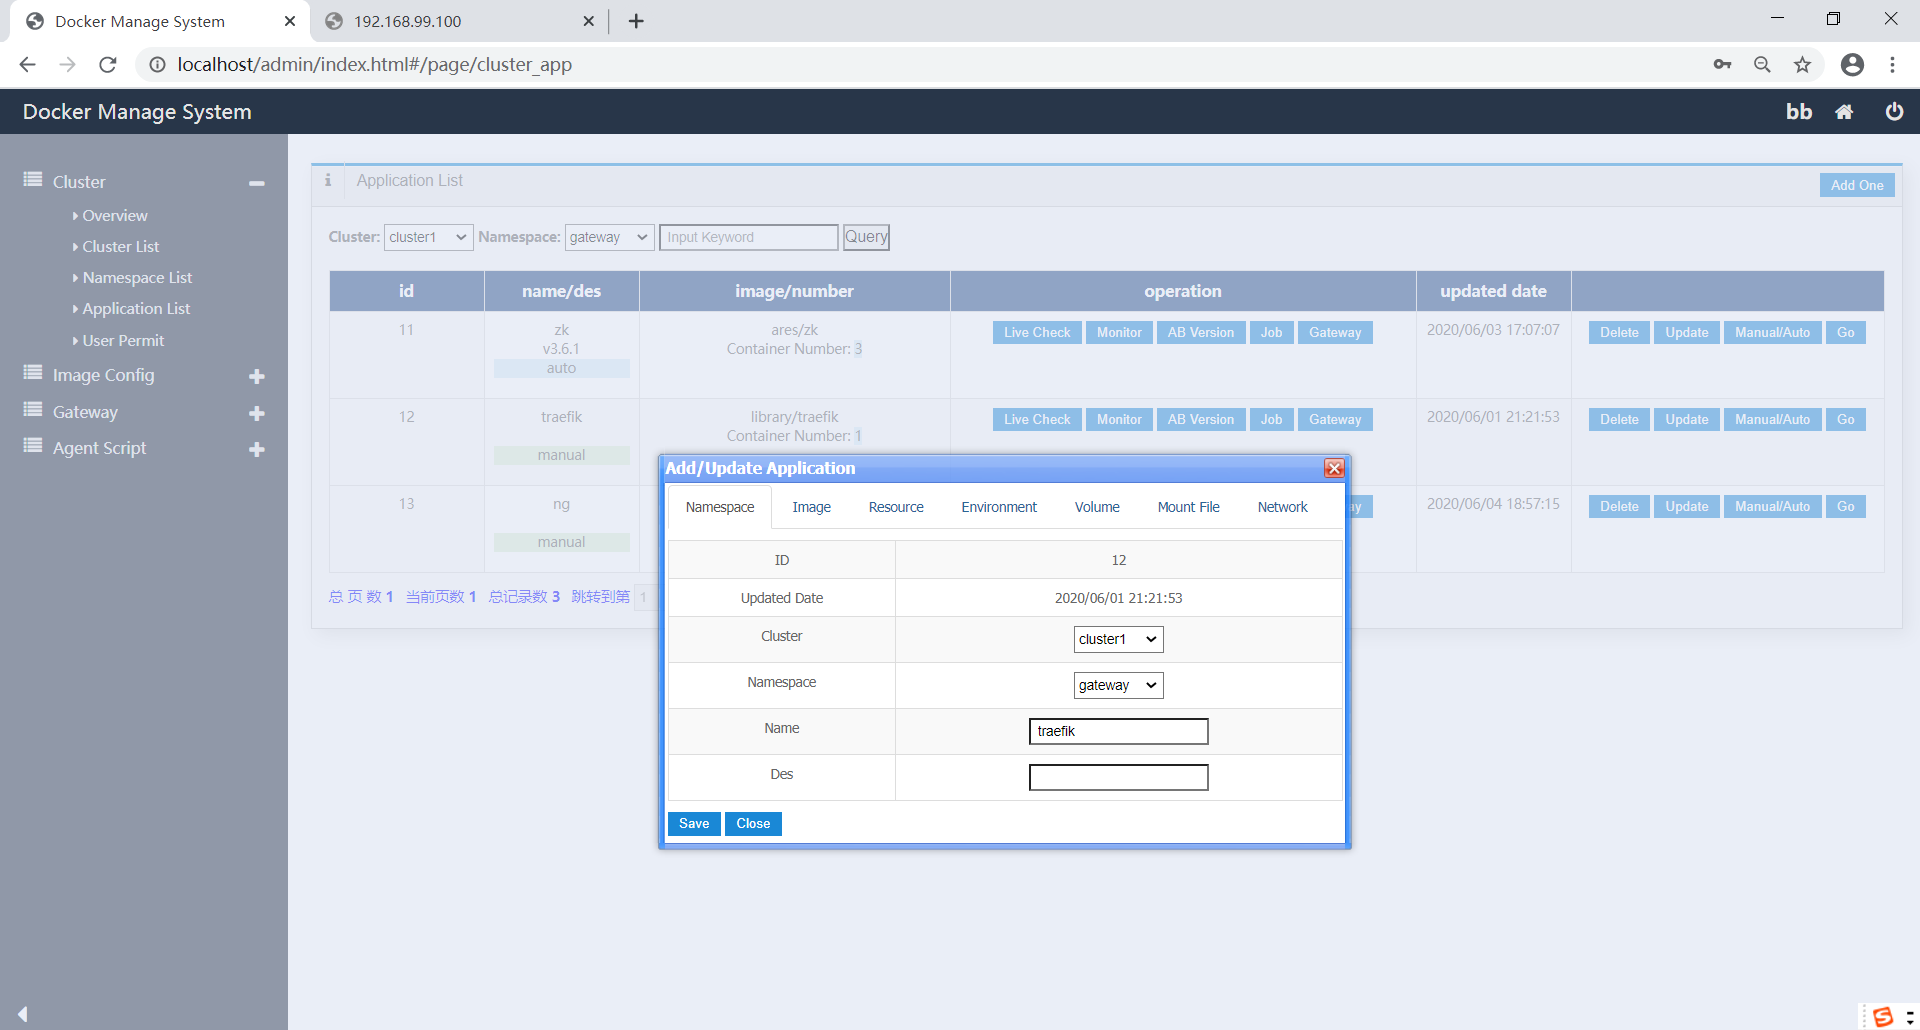 Docker Manage System
192.168.99.100
localhost/admin/index.html#/page/cluster_app
Docker Manage System
bb
Cluster
Overview
Cluster List
Namespace List
Application List
User Permit
Image Config
Gateway
Agent Script
Application List
Add One
Cluster: cluster1 Namespace: gateway Input Keyword Query
id name/des image/number operation updated date
11 zk ares/zk Live Check Monitor AB Version Job Gateway 2020/06/03 17:07:07 Delete Update Manual/Auto Go
v3.6.1 Container Number: 3
auto
12 traefik library/traefik Live Check Monitor AB Version Job Gateway 2020/06/01 21:21:53 Delete Update Manual/Auto Go
Container Number: 1
manual
13 ng 2020/06/04 18:57:15 Delete Update Manual/Auto Go
manual
总 页 数 1 当前页数 1 总记录数 3 跳转到第 1
Add/Update Application
Namespace Image Resource Environment Volume Mount File Network
ID 12
Updated Date 2020/06/01 21:21:53
Cluster cluster1
Namespace gateway
Name traefik
Des
Save Close